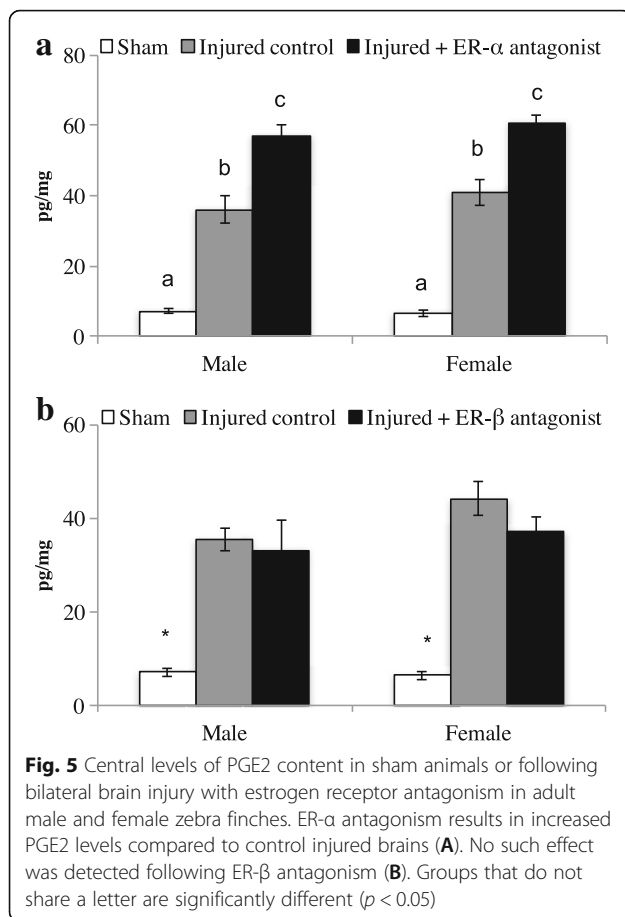 a
Sham Injured control Injured + ER-α antagonist
80
60
40
20
0
pg/mg
a
b
c
a
b
c
Male Female
b
Sham Injured control Injured + ER-β antagonist
60
40
20
0
pg/mg
*
*
Male Female
Fig. 5 Central levels of PGE2 content in sham animals or following
bilateral brain injury with estrogen receptor antagonism in adult
male and female zebra finches. ER-α antagonism results in increased
PGE2 levels compared to control injured brains (A). No such effect
was detected following ER-β antagonism (B). Groups that do not
share a letter are significantly different (p < 0.05)